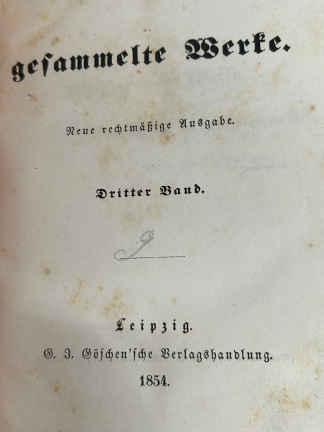 gesammelte Werke.
Neue rechtmäßige Ausgabe.
Dritter Band.
Leipzig.
G. J. Göschen'sche Verlagshandlung.
1854.